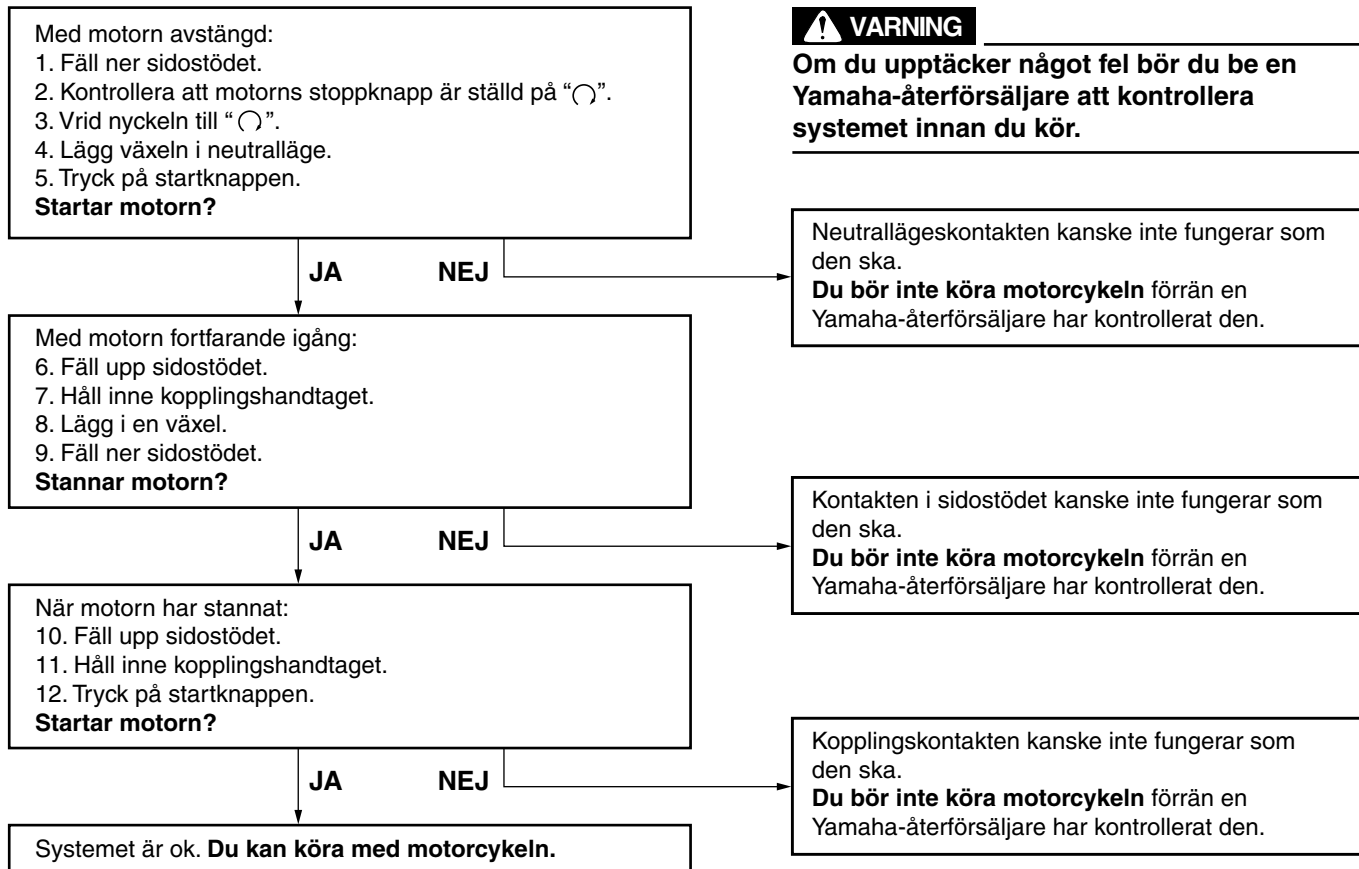 Med motorn avstängd:
1. Fäll ner sidostödet.
2. Kontrollera att motorns stoppknapp är ställd på “◯”.
3. Vrid nyckeln till “◯”.
4. Lägg växeln i neutralläge.
5. Tryck på startknappen.
Startar motorn?
VARNING
Om du upptäcker något fel bör du be en
Yamaha-återförsäljare att kontrollera
systemet innan du kör.
JA NEJ
Neutrallägeskontakten kanske inte fungerar som
den ska.
Du bör inte köra motorcykeln förrän en
Yamaha-återförsäljare har kontrollerat den.
Med motorn fortfarande igång:
6. Fäll upp sidostödet.
7. Håll inne kopplingshandtaget.
8. Lägg i en växel.
9. Fäll ner sidostödet.
Stannar motorn?
JA NEJ
Kontakten i sidostödet kanske inte fungerar som
den ska.
Du bör inte köra motorcykeln förrän en
Yamaha-återförsäljare har kontrollerat den.
När motorn har stannat:
10. Fäll upp sidostödet.
11. Håll inne kopplingshandtaget.
12. Tryck på startknappen.
Startar motorn?
JA NEJ
Kopplingskontakten kanske inte fungerar som
den ska.
Du bör inte köra motorcykeln förrän en
Yamaha-återförsäljare har kontrollerat den.
Systemet är ok. Du kan köra med motorcykeln.